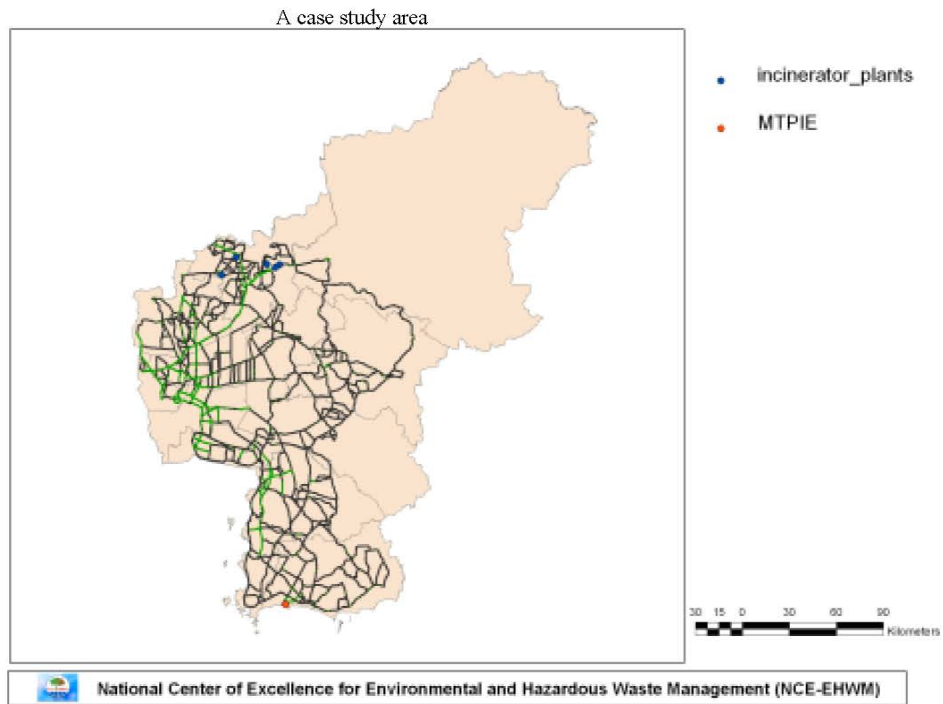 A case study area
incinerator_plants
MTPIE
30 15 0 30 60 90
Kilometers
National Center of Excellence for Environmental and Hazardous Waste Management (NCE-EHWM)